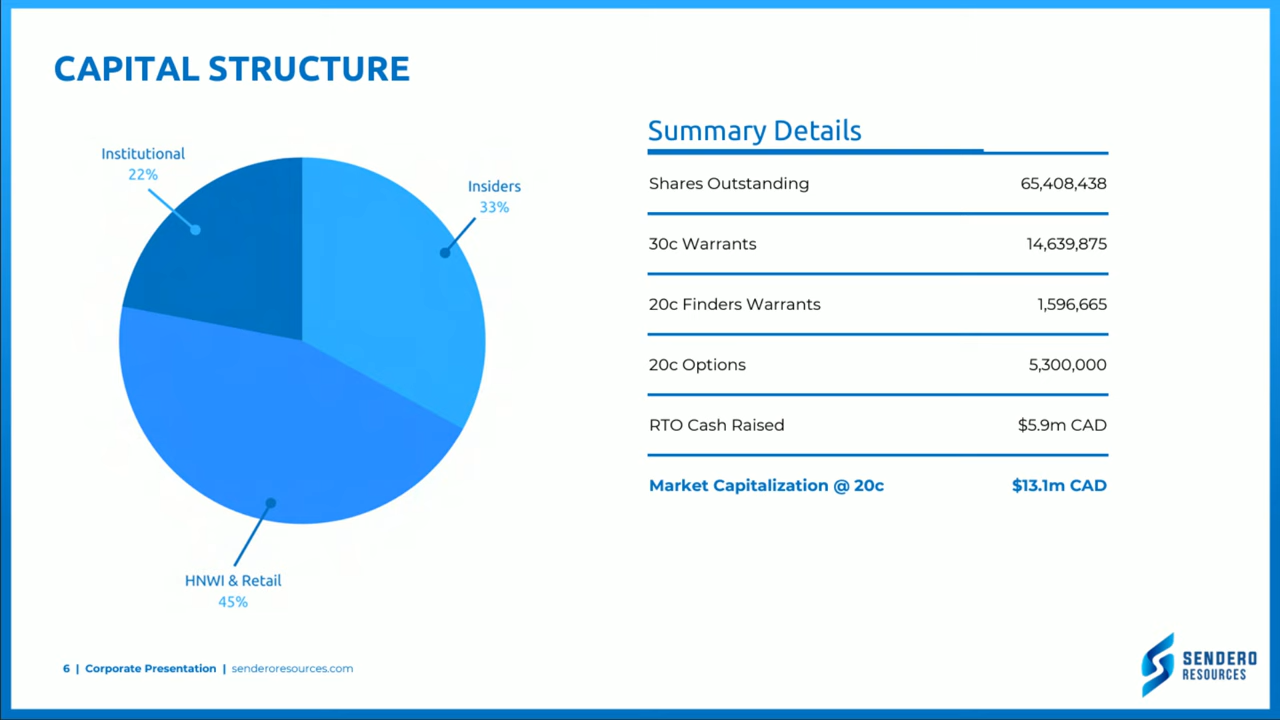 CAPITAL STRUCTURE
Institutional
22%
Insiders
33%
HNWI & Retail
45%
Summary Details
Shares Outstanding 65,408,438
30c Warrants 14,639,875
20c Finders Warrants 1,596,665
20c Options 5,300,000
RTO Cash Raised $5.9m CAD
Market Capitalization @ 20c $13.1m CAD
6 | Corporate Presentation | senderoresources.com
SENDERO
RESOURCES